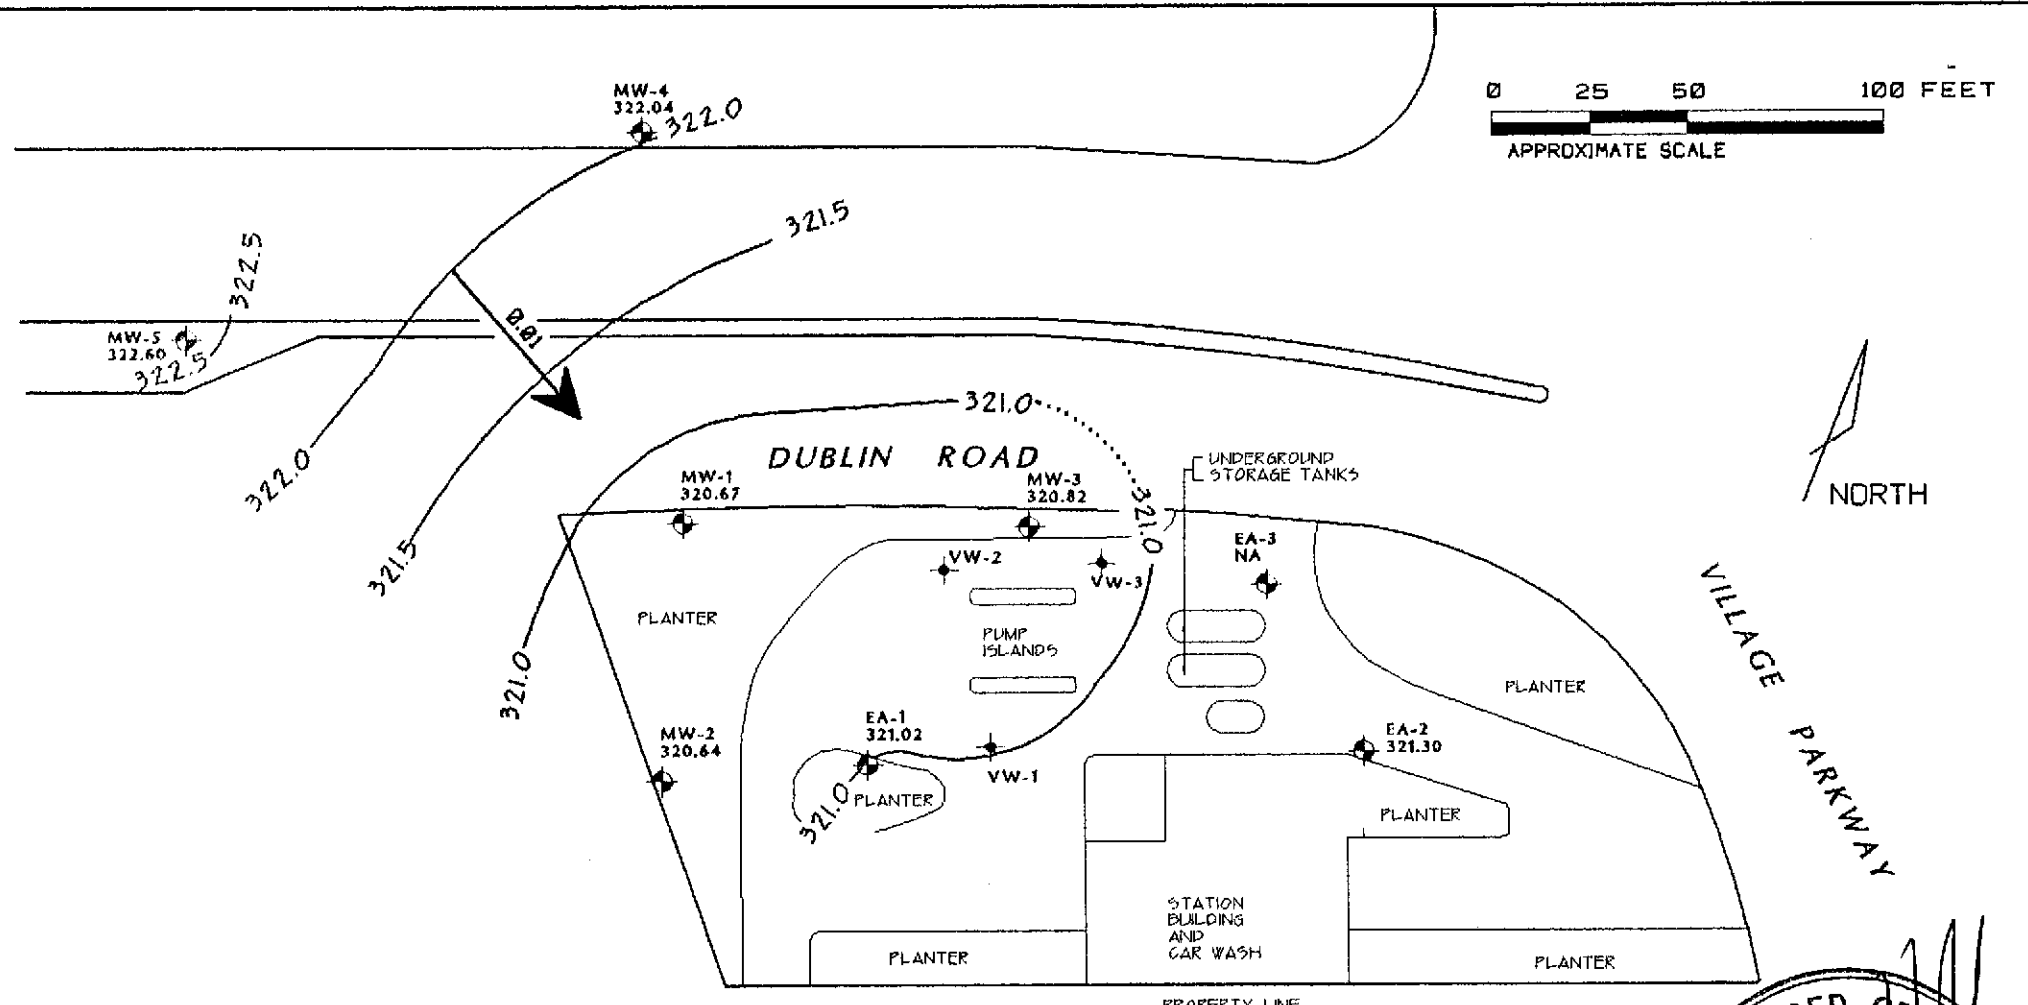 0 25 50 100 FEET
APPROXIMATE SCALE
MW-4
322.04
322.0
321.5
322.5
0.01
MW-5
322.60
322.5
322.0
321.0
DUBLIN ROAD
UNDERGROUND
STORAGE TANKS
NORTH
MW-1
320.67
MW-3
320.82
321.0
321.5
EA-3
NA
VW-2
VW-3
VILLAGE PARKWAY
PLANTER
PUMP
ISLANDS
321.0
PLANTER
EA-1
321.02
MW-2
320.64
EA-2
321.30
VW-1
321.0
PLANTER
PLANTER
STATION
BUILDING
AND
CAR WASH
PLANTER
PLANTER
PROPERTY LINE